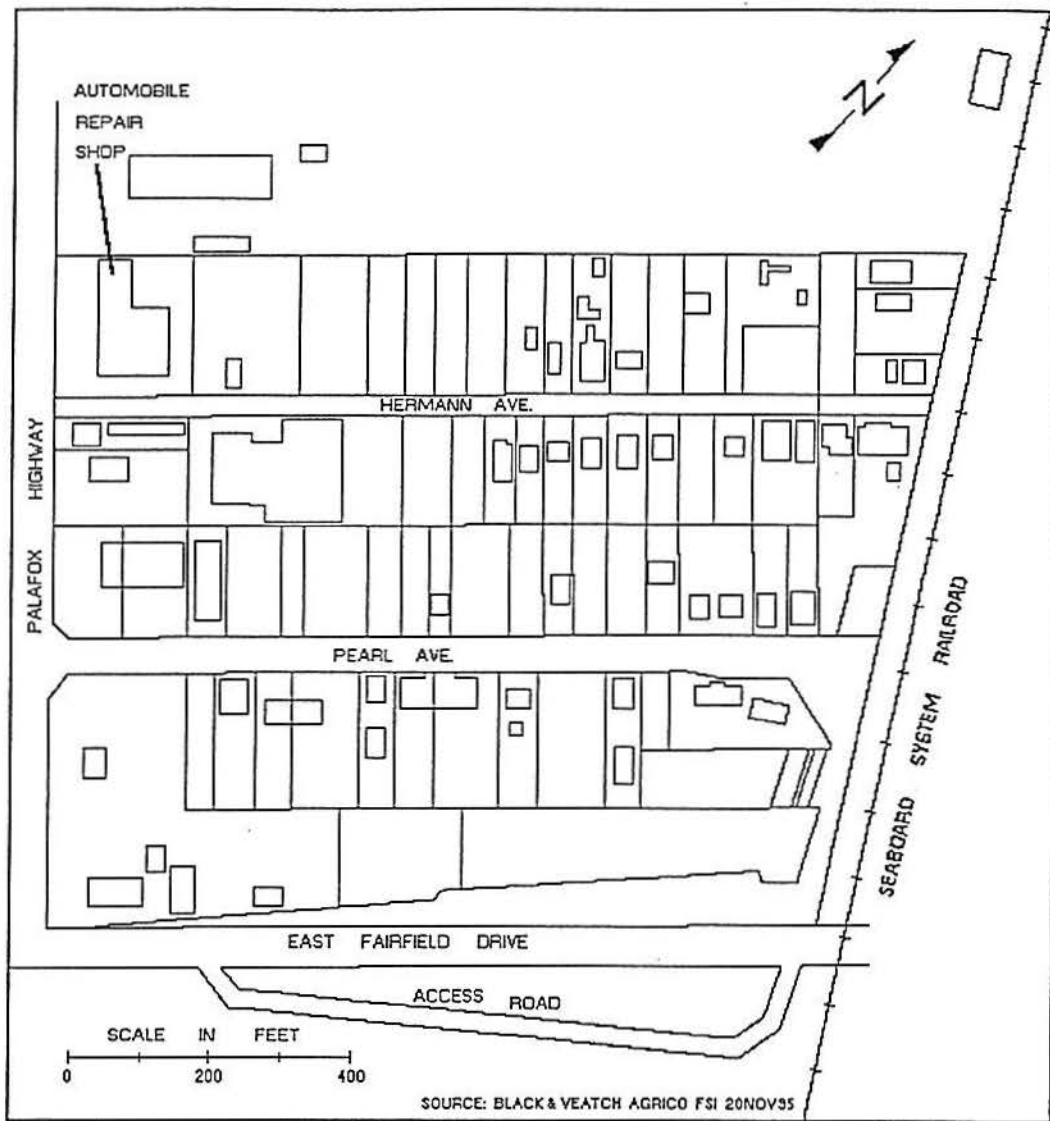 AUTOMOBILE
REPAIR
SHOP
N
HERMANN AVE.
PALAFOX HIGHWAY
PEARL AVE.
SEABOARD SYSTEM RAILROAD
EAST FAIRFIELD DRIVE
ACCESS ROAD
SCALE IN FEET
0 200 400
SOURCE: BLACK & VEATCH AGRICO FSI 20NOV95